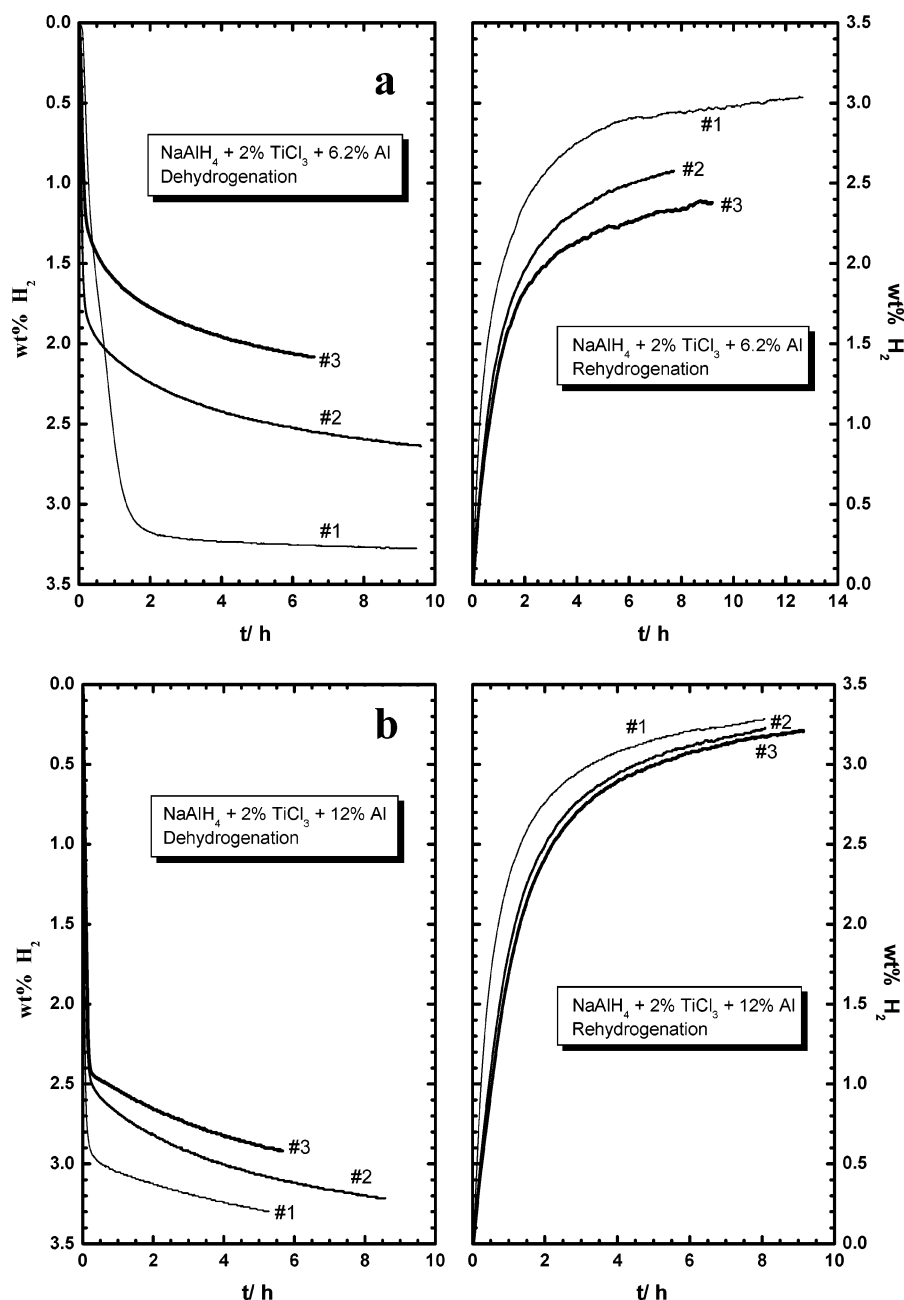 a
NaAlH₄ + 2% TiCl₃ + 6.2% Al
Dehydrogenation
#3
#2
#1
0.0
0.5
1.0
1.5
2.0
2.5
3.0
3.5
wt% H₂
0 2 4 6 8 10
t/ h
#1
#2
#3
NaAlH₄ + 2% TiCl₃ + 6.2% Al
Rehydrogenation
3.5
3.0
2.5
2.0
1.5
1.0
0.5
0.0
wt% H₂
0 2 4 6 8 10 12 14
t/ h
b
NaAlH₄ + 2% TiCl₃ + 12% Al
Dehydrogenation
#3
#2
#1
0.0
0.5
1.0
1.5
2.0
2.5
3.0
3.5
wt% H₂
0 2 4 6 8 10
t/ h
#1
#2
#3
NaAlH₄ + 2% TiCl₃ + 12% Al
Rehydrogenation
3.5
3.0
2.5
2.0
1.5
1.0
0.5
0.0
wt% H₂
0 2 4 6 8 10
t/ h